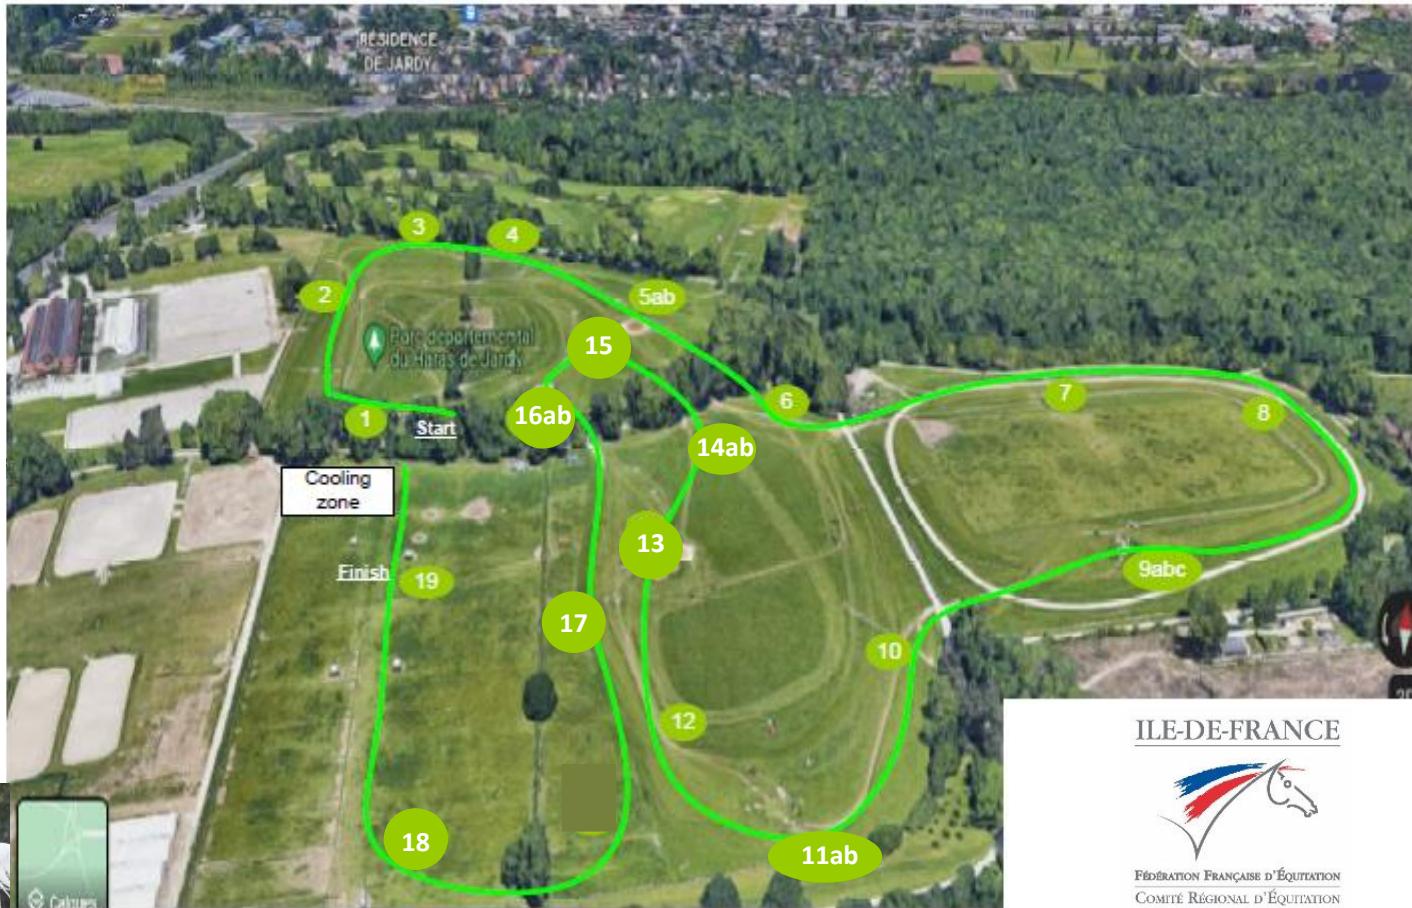 RÉSIDENCE
DE JARDY
3
4
2
5ab
Parc départemental
du Haras de Jardy
15
1
Start
16ab
6
7
8
14ab
Cooling
zone
13
Finish
19
9abc
17
10
12
18
11ab
Calques
ILE-DE-FRANCE
FÉDÉRATION FRANÇAISE D'ÉQUITATION
COMITÉ RÉGIONAL D'ÉQUITATION